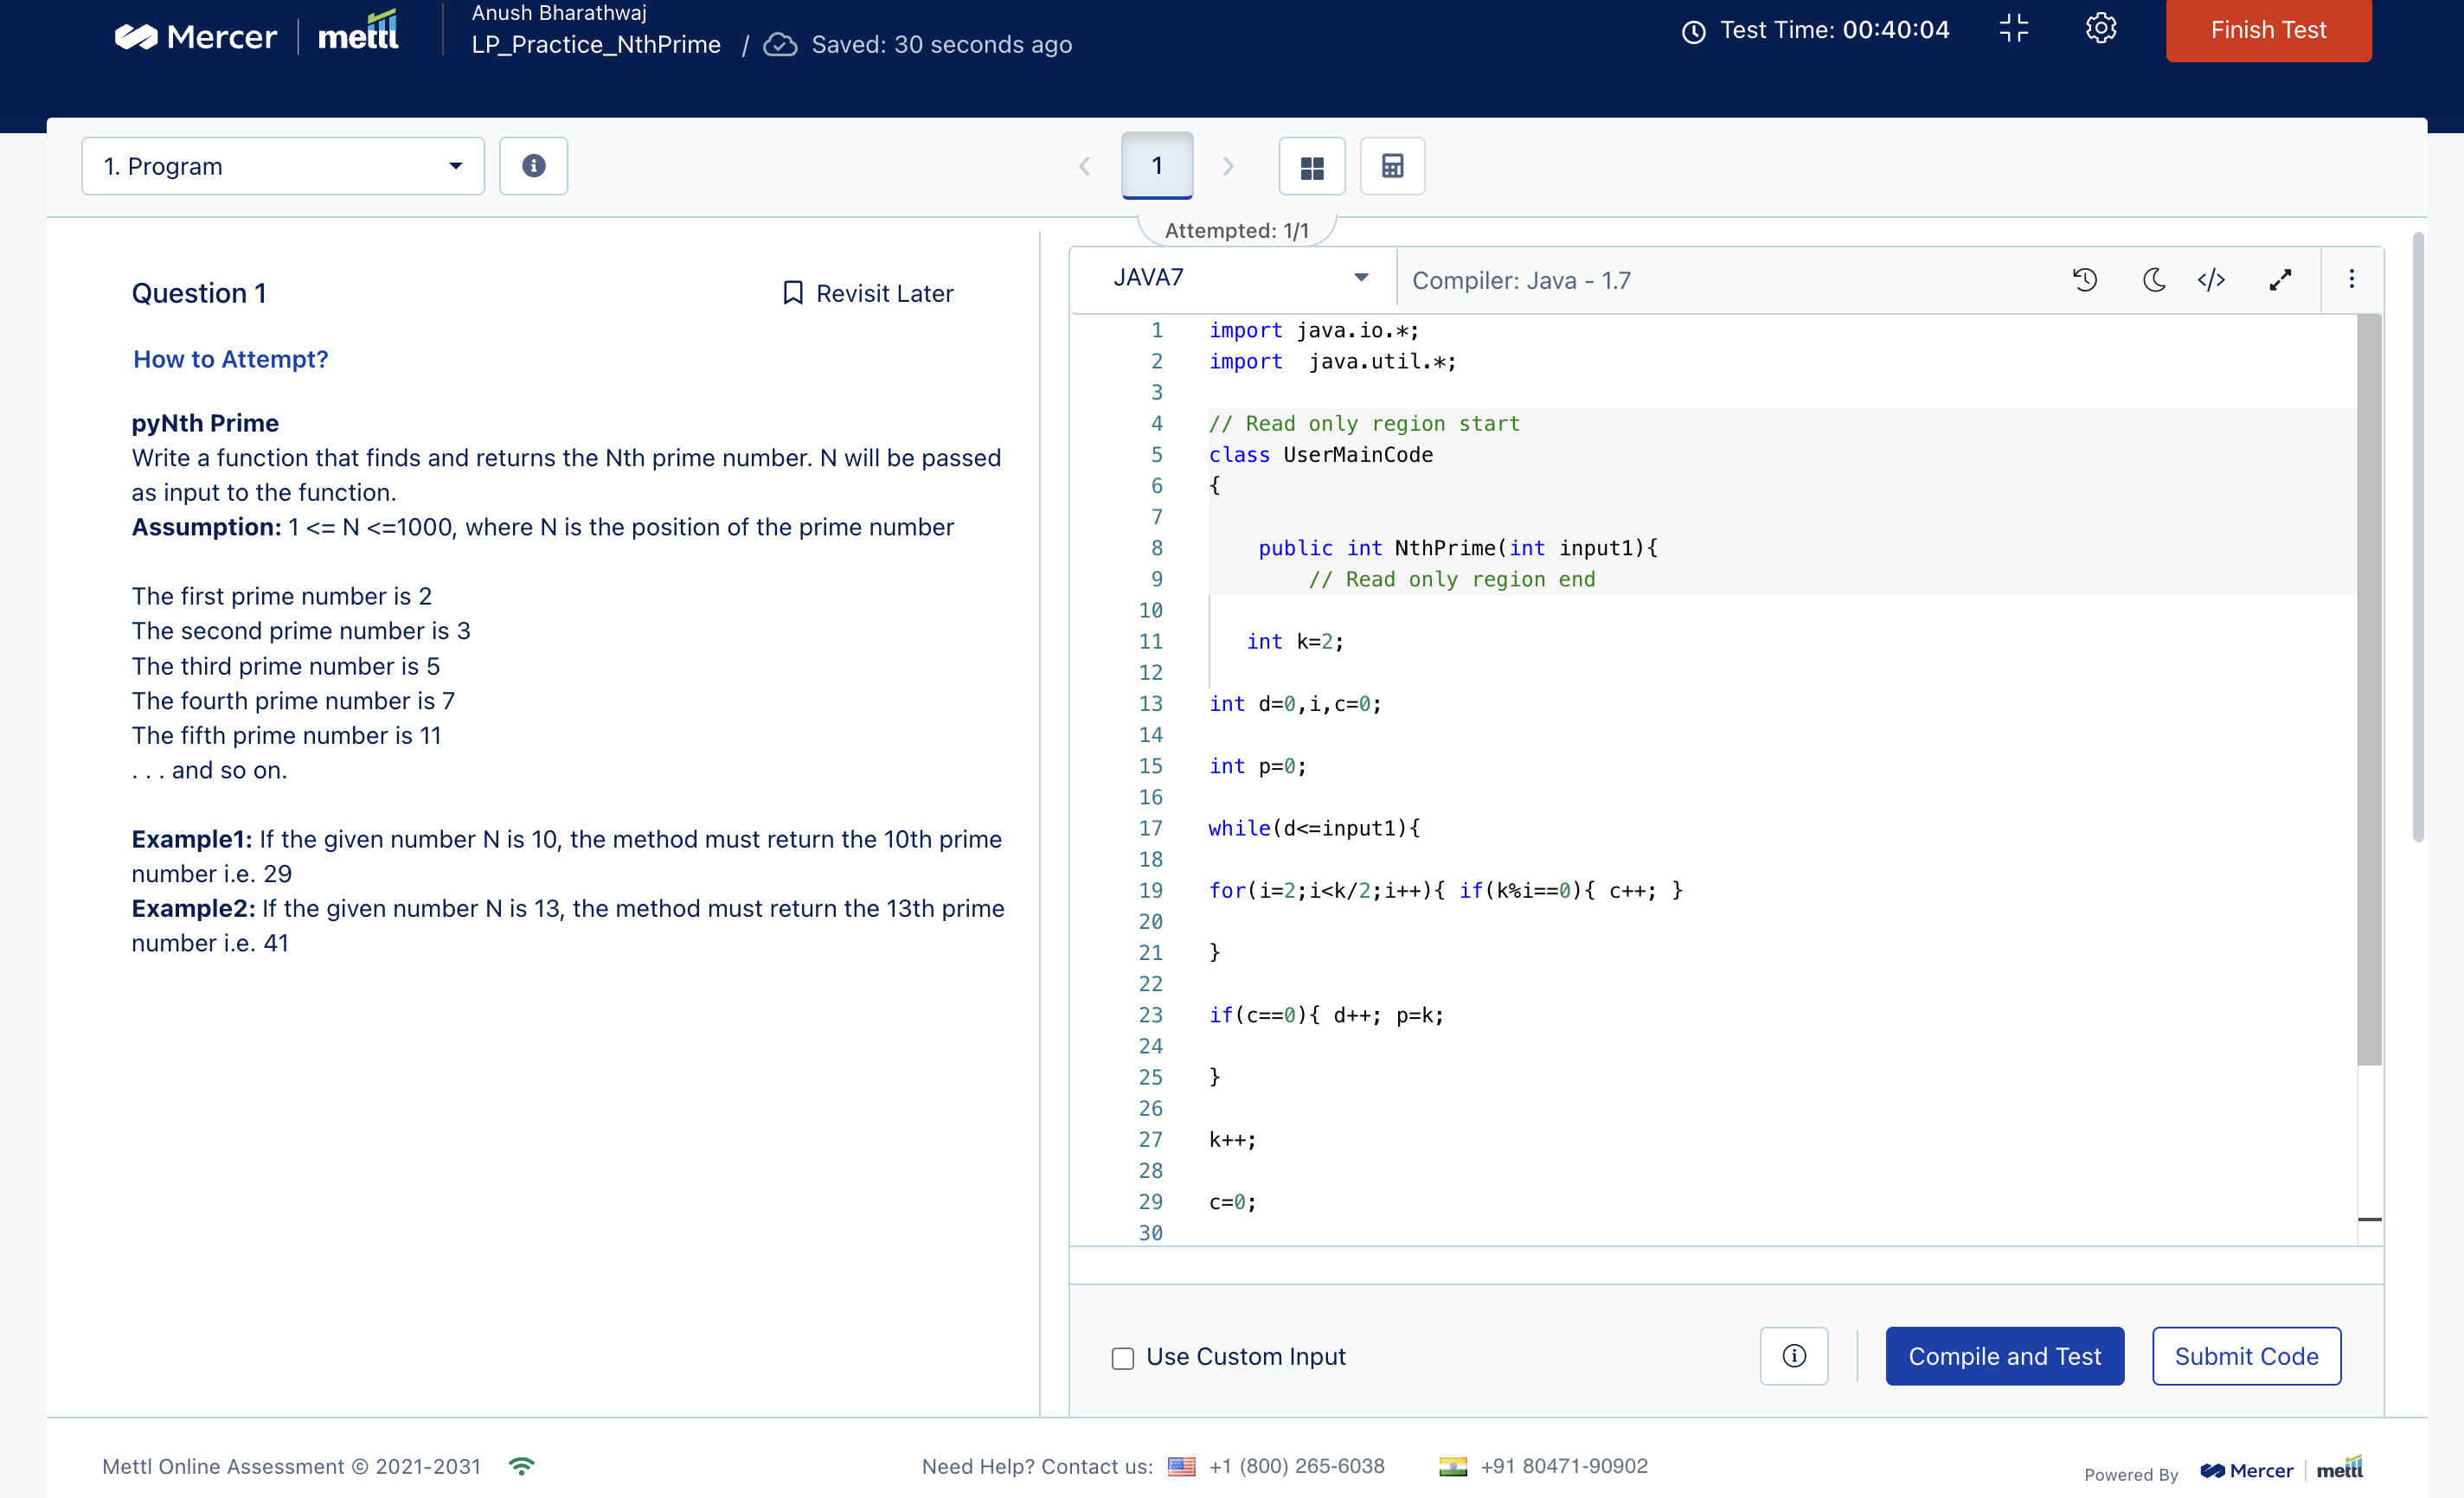 Mercer
mettl
Anush Bharathwaj
LP_Practice_NthPrime / Saved: 30 seconds ago
Test Time: 00:40:04
Finish Test
1. Program
1
Attempted: 1/1
Question 1
Revisit Later
How to Attempt?
pyNth Prime
Write a function that finds and returns the Nth prime number. N will be passed
as input to the function.
Assumption: 1 <= N <=1000, where N is the position of the prime number
The first prime number is 2
The second prime number is 3
The third prime number is 5
The fourth prime number is 7
The fifth prime number is 11
. . . and so on.
Example1: If the given number N is 10, the method must return the 10th prime
number i.e. 29
Example2: If the given number N is 13, the method must return the 13th prime
number i.e. 41
JAVA7
Compiler: Java - 1.7
1 import java.io.*;
2 import  java.util.*;
3
4 // Read only region start
5 class UserMainCode
6 {
7
8     public int NthPrime(int input1){
9         // Read only region end
10
11    int k=2;
12
13 int d=0,i,c=0;
14
15 int p=0;
16
17 while(d<=input1){
18
19 for(i=2;i<k/2;i++){ if(k%i==0){ c++; }
20
21 }
22
23 if(c==0){ d++; p=k;
24
25 }
26
27 k++;
28
29 c=0;
30
Use Custom Input
Compile and Test
Submit Code
Mettl Online Assessment © 2021-2031
Need Help? Contact us: +1 (800) 265-6038
+91 80471-90902
Powered By
Mercer
mettl